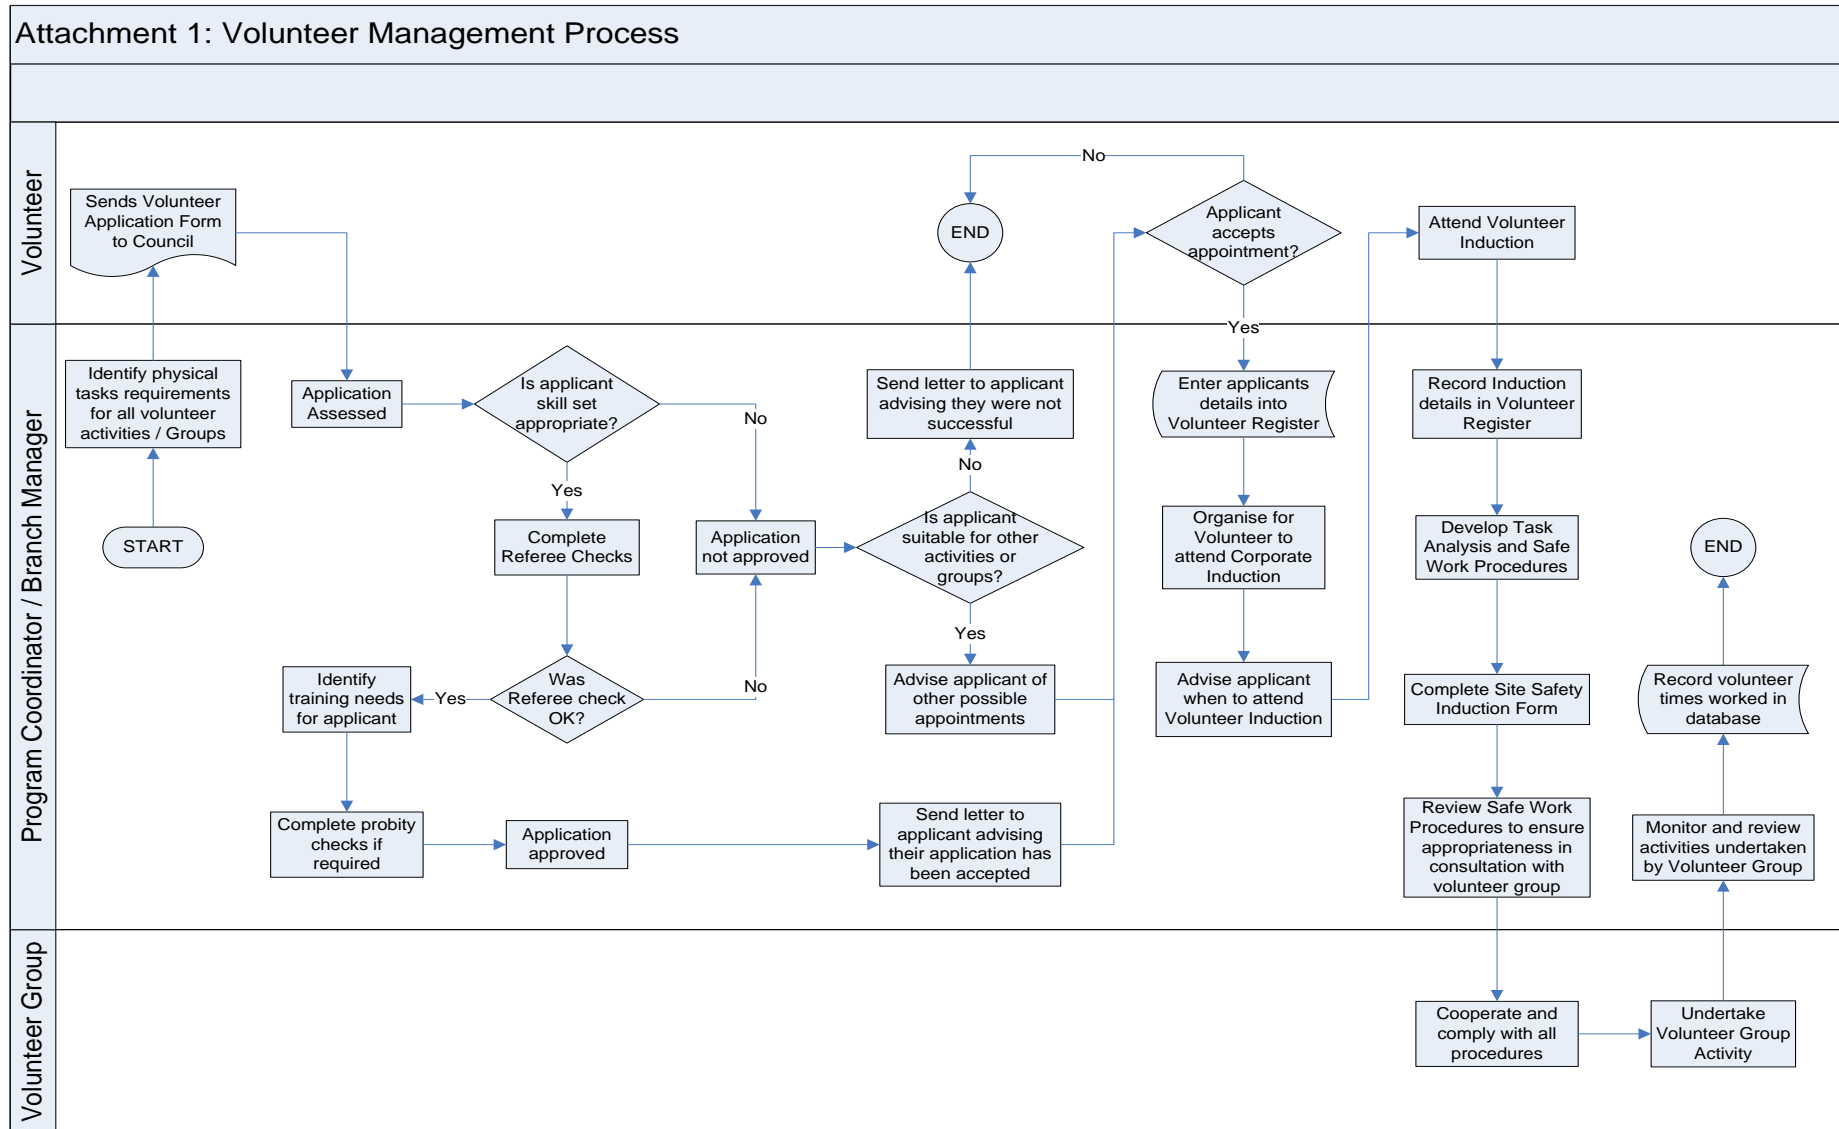 Attachment 1: Volunteer Management Process
Volunteer
Sends Volunteer
Application Form
to Council
END
No
Applicant
accepts
appointment?
Yes
Attend Volunteer
Induction
Program Coordinator / Branch Manager
Identify physical
tasks requirements
for all volunteer
activities / Groups
START
Application
Assessed
Is applicant
skill set
appropriate?
No
Yes
Complete
Referee Checks
Was
Referee check
OK?
Yes
No
Identify
training needs
for applicant
Complete probity
checks if
required
Application
approved
Application
not approved
Is applicant
suitable for other
activities or
groups?
No
Send letter to applicant
advising they were not
successful
Yes
Advise applicant of
other possible
appointments
Send letter to
applicant advising
their application has
been accepted
Enter applicants
details into
Volunteer Register
Organise for
Volunteer to
attend Corporate
Induction
Advise applicant
when to attend
Volunteer Induction
Record Induction
details in Volunteer
Register
Develop Task
Analysis and Safe
Work Procedures
Complete Site Safety
Induction Form
Review Safe Work
Procedures to ensure
appropriateness in
consultation with
volunteer group
END
Record volunteer
times worked in
database
Monitor and review
activities undertaken
by Volunteer Group
Volunteer Group
Cooperate and
comply with all
procedures
Undertake
Volunteer Group
Activity